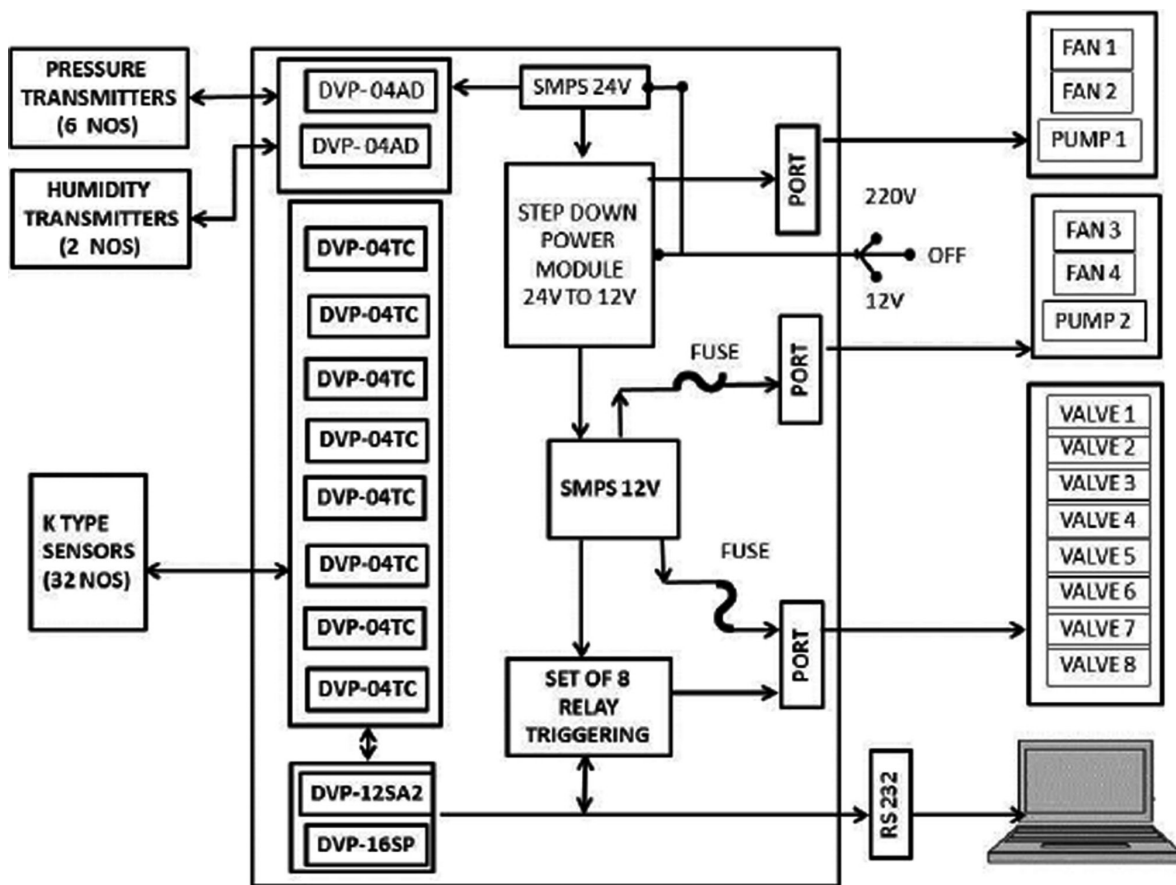 PRESSURE
TRANSMITTERS
(6 NOS)
HUMIDITY
TRANSMITTERS
(2 NOS)
K TYPE
SENSORS
(32 NOS)
DVP-04AD
DVP-04AD
DVP-04TC
DVP-04TC
DVP-04TC
DVP-04TC
DVP-04TC
DVP-04TC
DVP-04TC
DVP-04TC
DVP-12SA2
DVP-16SP
SMPS 24V
STEP DOWN
POWER
MODULE
24V TO 12V
SMPS 12V
SET OF 8
RELAY
TRIGGERING
FUSE
FUSE
PORT
PORT
PORT
RS 232
220V
OFF
12V
FAN 1
FAN 2
PUMP 1
FAN 3
FAN 4
PUMP 2
VALVE 1
VALVE 2
VALVE 3
VALVE 4
VALVE 5
VALVE 6
VALVE 7
VALVE 8